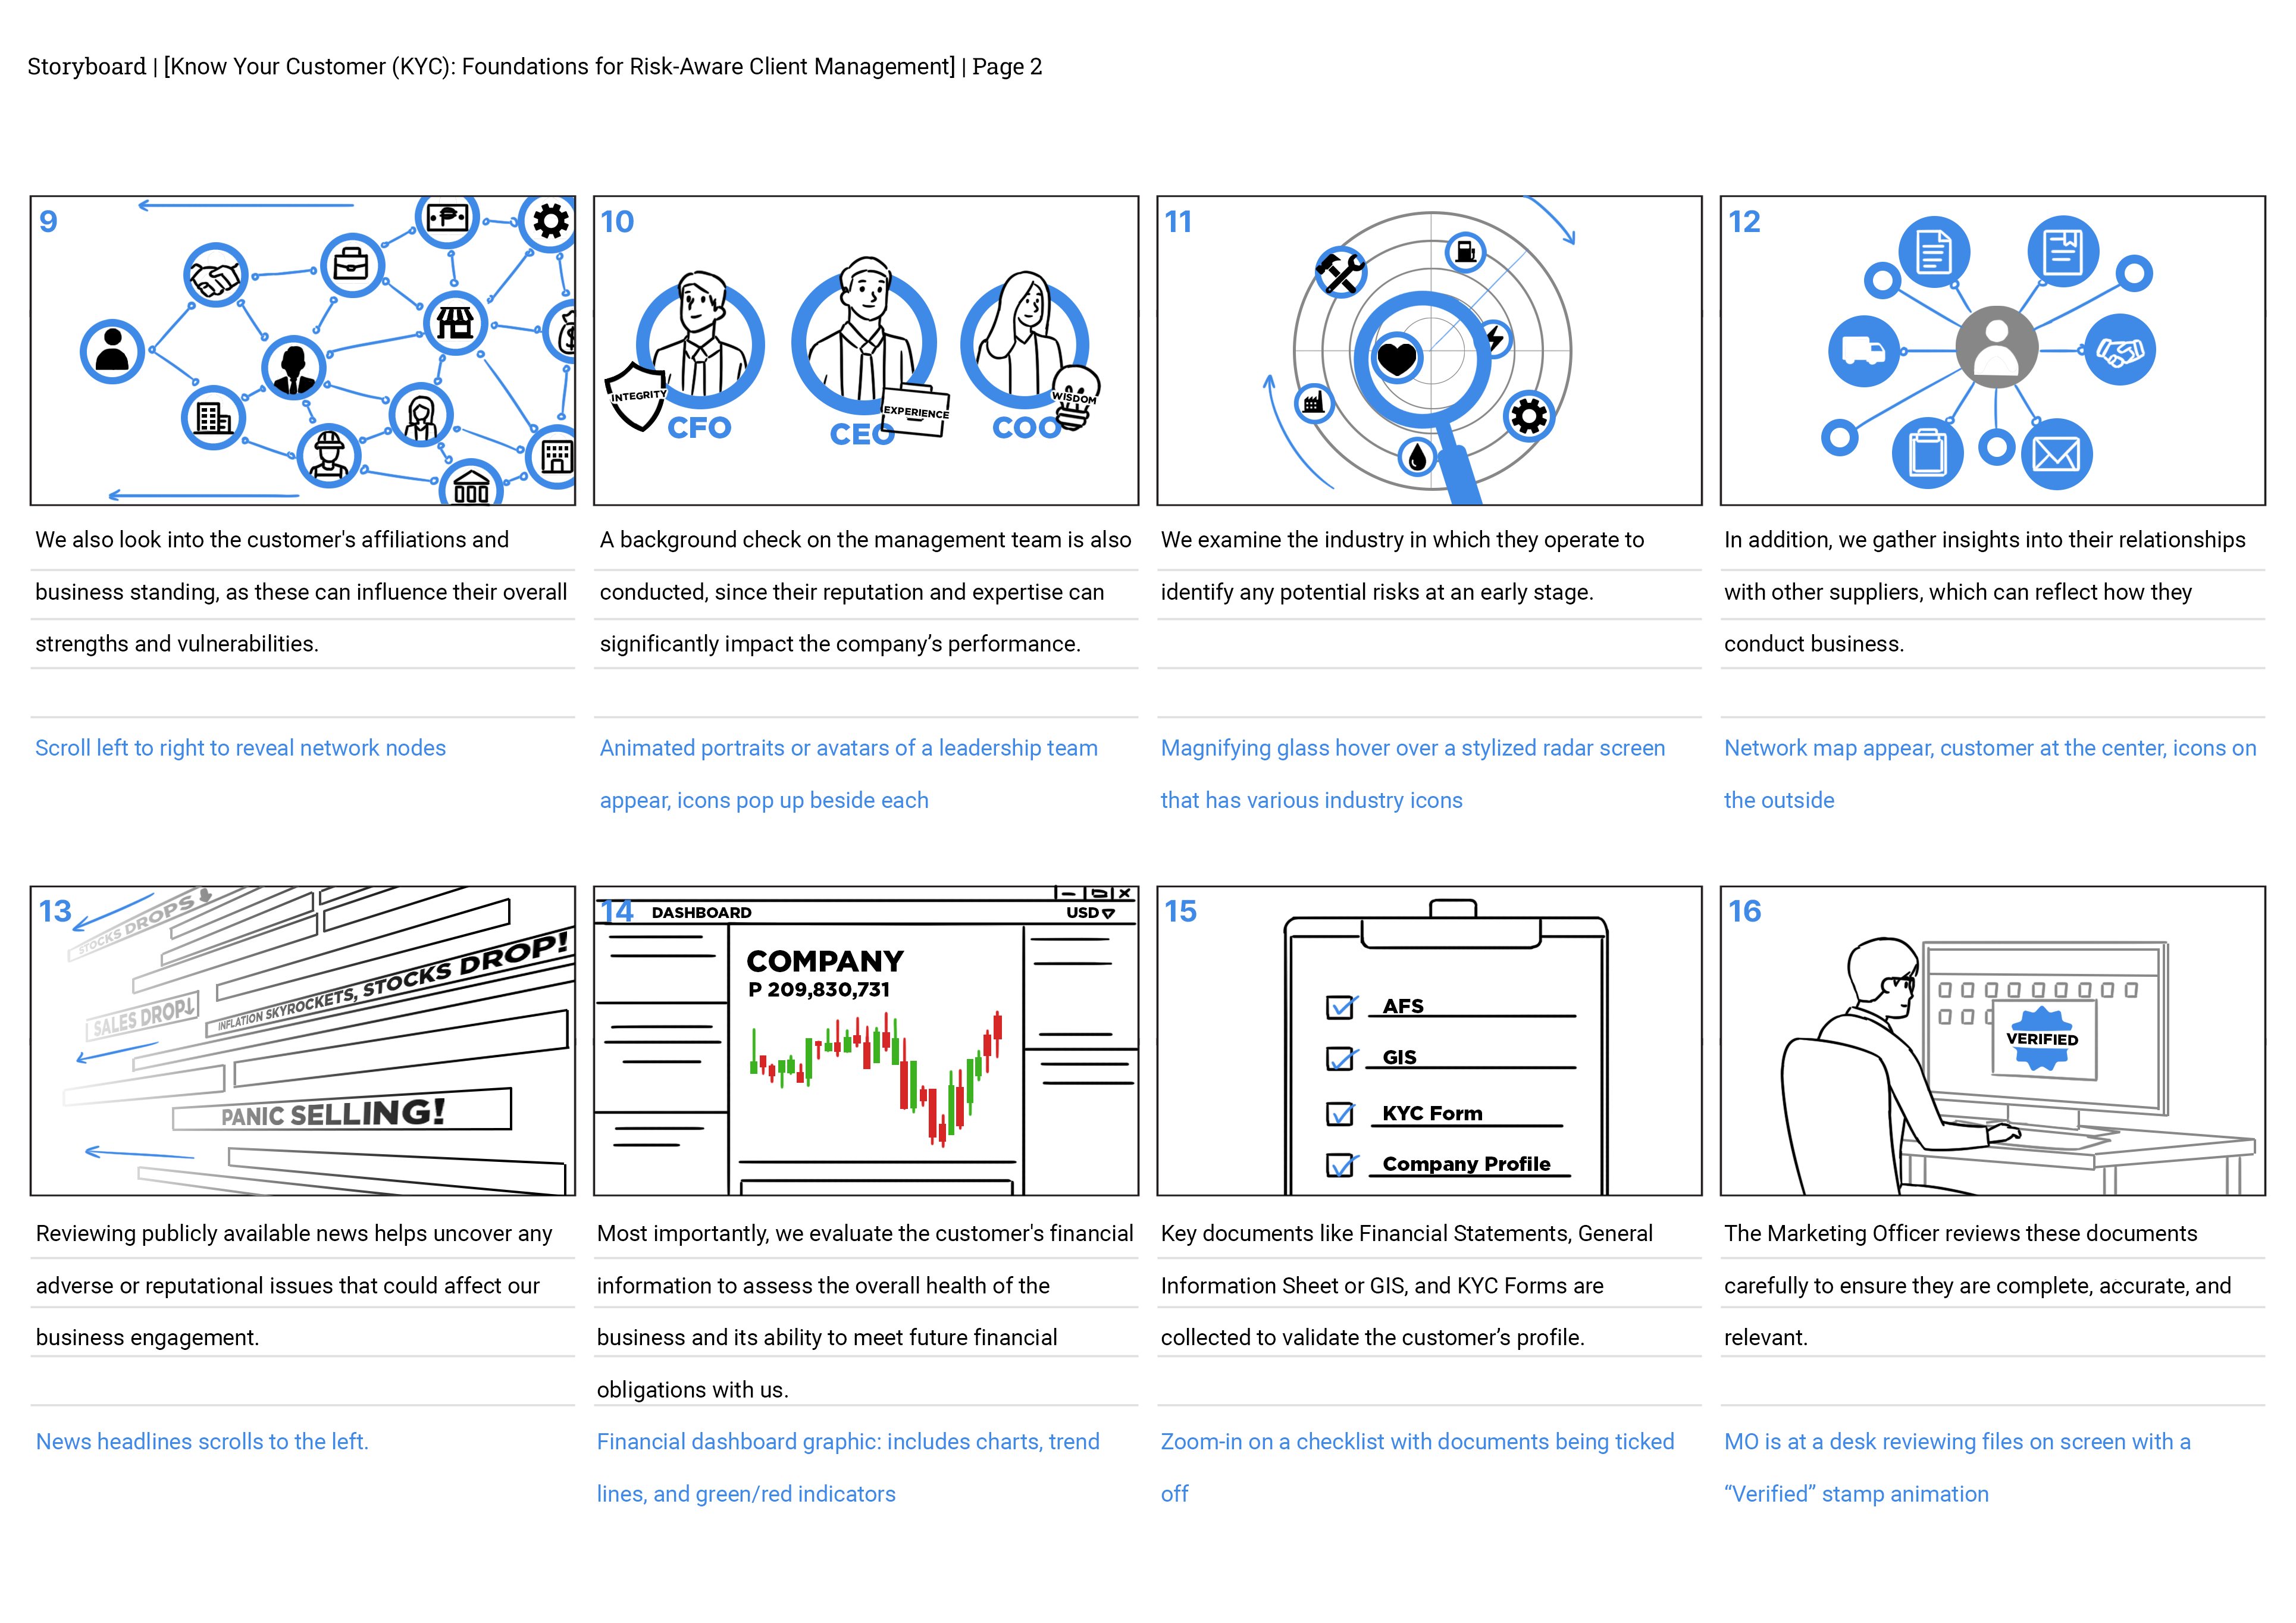 Storyboard | [Know Your Customer (KYC): Foundations for Risk-Aware Client Management] | Page 2
9
We also look into the customer's affiliations and
business standing, as these can influence their overall
strengths and vulnerabilities.
Scroll left to right to reveal network nodes
10
INTEGRITY
CFO
CEO
EXPERIENCE
COO
WISDOM
A background check on the management team is also
conducted, since their reputation and expertise can
significantly impact the company’s performance.
Animated portraits or avatars of a leadership team
appear, icons pop up beside each
11
We examine the industry in which they operate to
identify any potential risks at an early stage.
Magnifying glass hover over a stylized radar screen
that has various industry icons
12
In addition, we gather insights into their relationships
with other suppliers, which can reflect how they
conduct business.
Network map appear, customer at the center, icons on
the outside
13
STOCKS DROPS
SALES DROP
INFLATION SKYROCKETS, STOCKS DROP!
PANIC SELLING!
Reviewing publicly available news helps uncover any
adverse or reputational issues that could affect our
business engagement.
News headlines scrolls to the left.
14
DASHBOARD
USD
COMPANY
P 209,830,731
Most importantly, we evaluate the customer's financial
information to assess the overall health of the
business and its ability to meet future financial
obligations with us.
Financial dashboard graphic: includes charts, trend
lines, and green/red indicators
15
AFS
GIS
KYC Form
Company Profile
Key documents like Financial Statements, General
Information Sheet or GIS, and KYC Forms are
collected to validate the customer’s profile.
Zoom-in on a checklist with documents being ticked
off
16
VERIFIED
The Marketing Officer reviews these documents
carefully to ensure they are complete, accurate, and
relevant.
MO is at a desk reviewing files on screen with a
“Verified” stamp animation